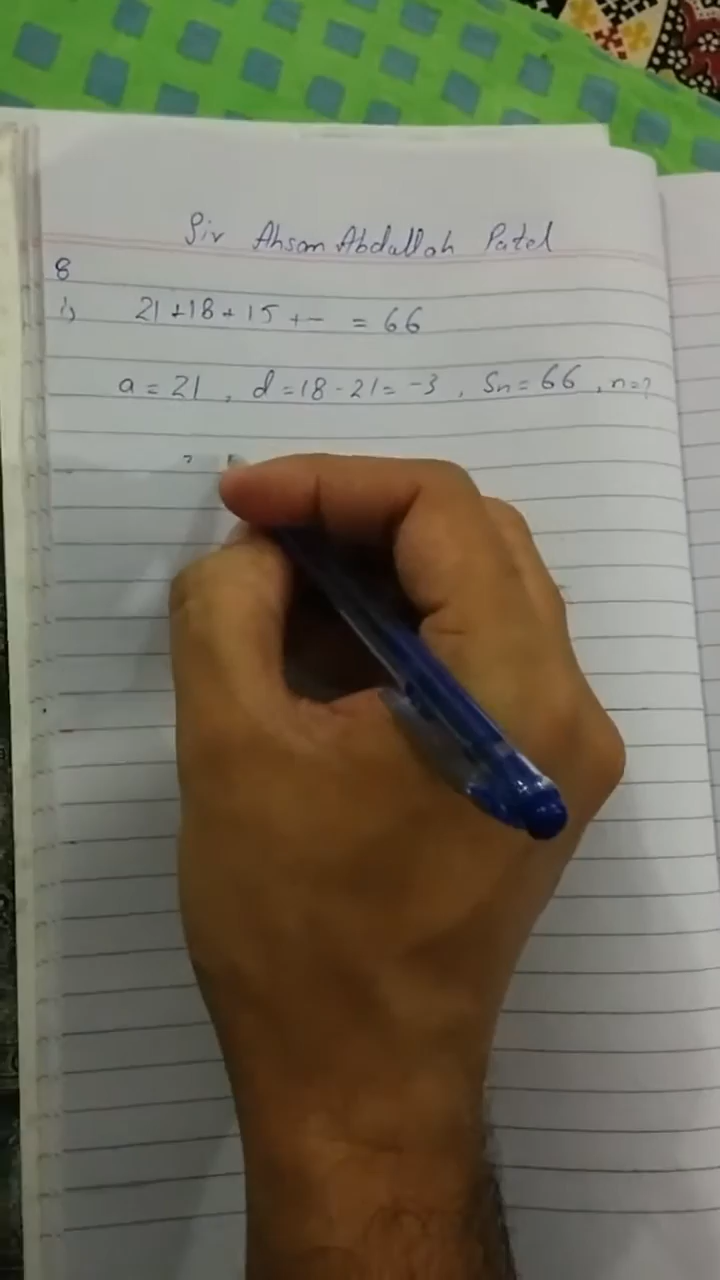 Sir Ahsan Abdullah Patel
8
i) 21 + 18 + 15 + -- = 66
a = 21 , d = 18 - 21 = -3 , Sn = 66 , n = ?